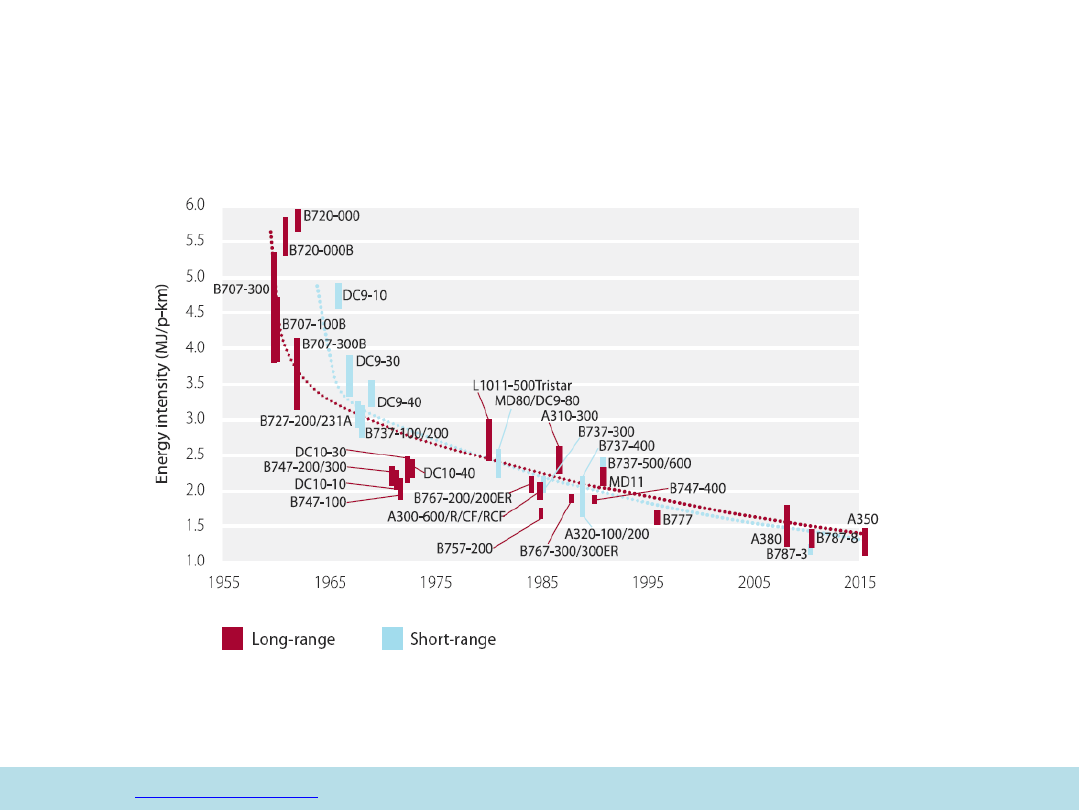 Energy intensity (MJ/p-km)
6.0
5.5
5.0
4.5
4.0
3.5
3.0
2.5
2.0
1.5
1.0
B720-000
B720-000B
B707-300
DC9-10
B707-100B
B707-300B
DC9-30
L1011-500Tristar
MD80/DC9-80
DC9-40
A310-300
B727-200/231A
B737-100/200
B737-300
B737-400
DC10-30
B747-200/300
DC10-40
B737-500/600
DC10-10
MD11
B747-400
B747-100
B767-200/200ER
A300-600/R/CF/RCF
B777
A350
A320-100/200
A380
B787-8
B757-200
B767-300/300ER
B787-3
1955 1965 1975 1985 1995 2005 2015
Long-range Short-range